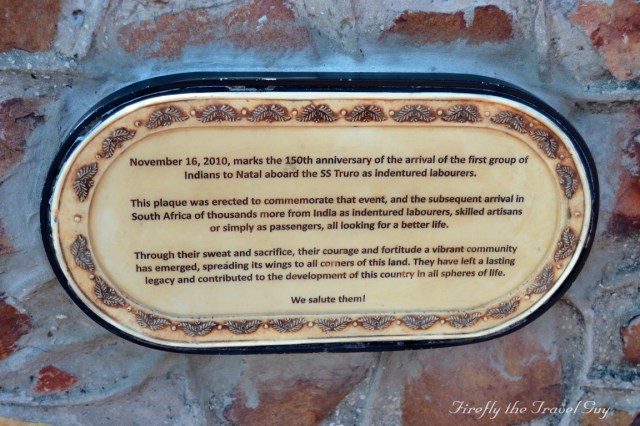 November 16, 2010, marks the 150th anniversary of the arrival of the first group of
Indians to Natal aboard the SS Truro as indentured labourers.
This plaque was erected to commemorate that event, and the subsequent arrival in
South Africa of thousands more from India as indentured labourers, skilled artisans
or simply as passengers, all looking for a better life.
Through their sweat and sacrifice, their courage and fortitude a vibrant community
has emerged, spreading its wings to all corners of this land. They have left a lasting
legacy and contributed to the development of this country in all spheres of life.
We salute them!
Firefly the Travel Guy